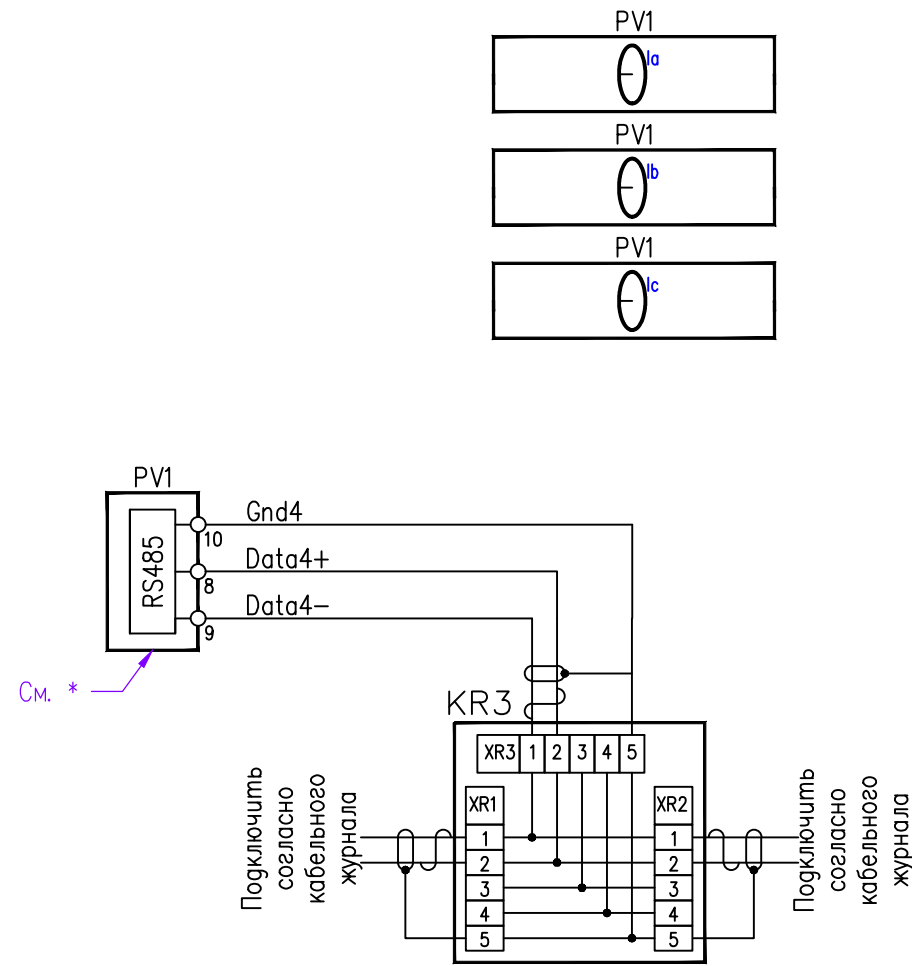 PV1
Ia
PV1
Ib
PV1
Ic
PV1
RS485
Gnd4
10
Data4+
8
Data4-
9
См. *
KR3
XR3 1 2 3 4 5
XR1
1
2
3
4
5
XR2
1
2
3
4
5
Подключить
согласно
кабельного
журнала
Подключить
согласно
кабельного
журнала